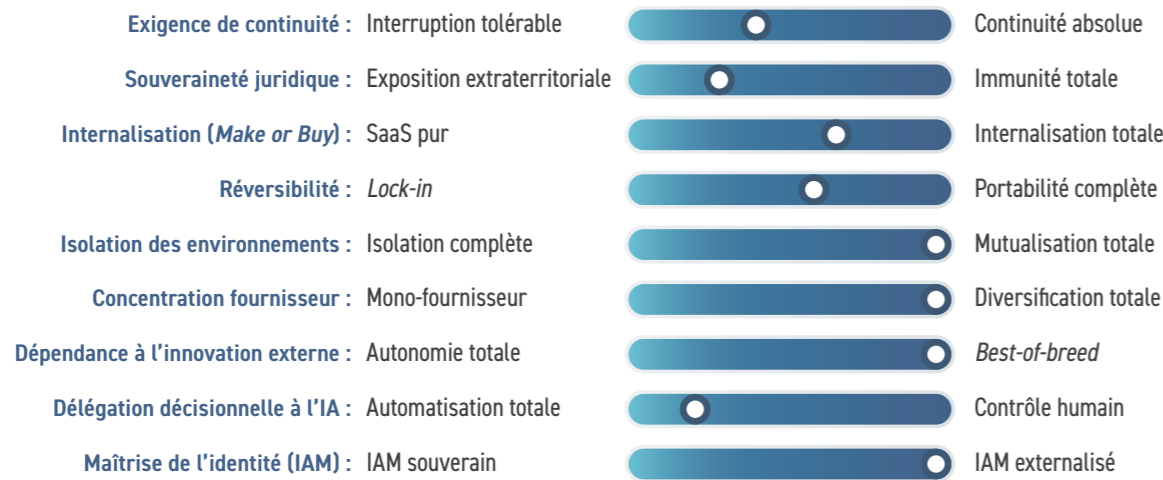 Exigence de continuité : Interruption tolérable Continuité absolue
Souveraineté juridique : Exposition extraterritoriale Immunité totale
Internalisation (Make or Buy) : SaaS pur Internalisation totale
Réversibilité : Lock-in Portabilité complète
Isolation des environnements : Isolation complète Mutualisation totale
Concentration fournisseur : Mono-fournisseur Diversification totale
Dépendance à l’innovation externe : Autonomie totale Best-of-breed
Délégation décisionnelle à l’IA : Automatisation totale Contrôle humain
Maîtrise de l’identité (IAM) : IAM souverain IAM externalisé